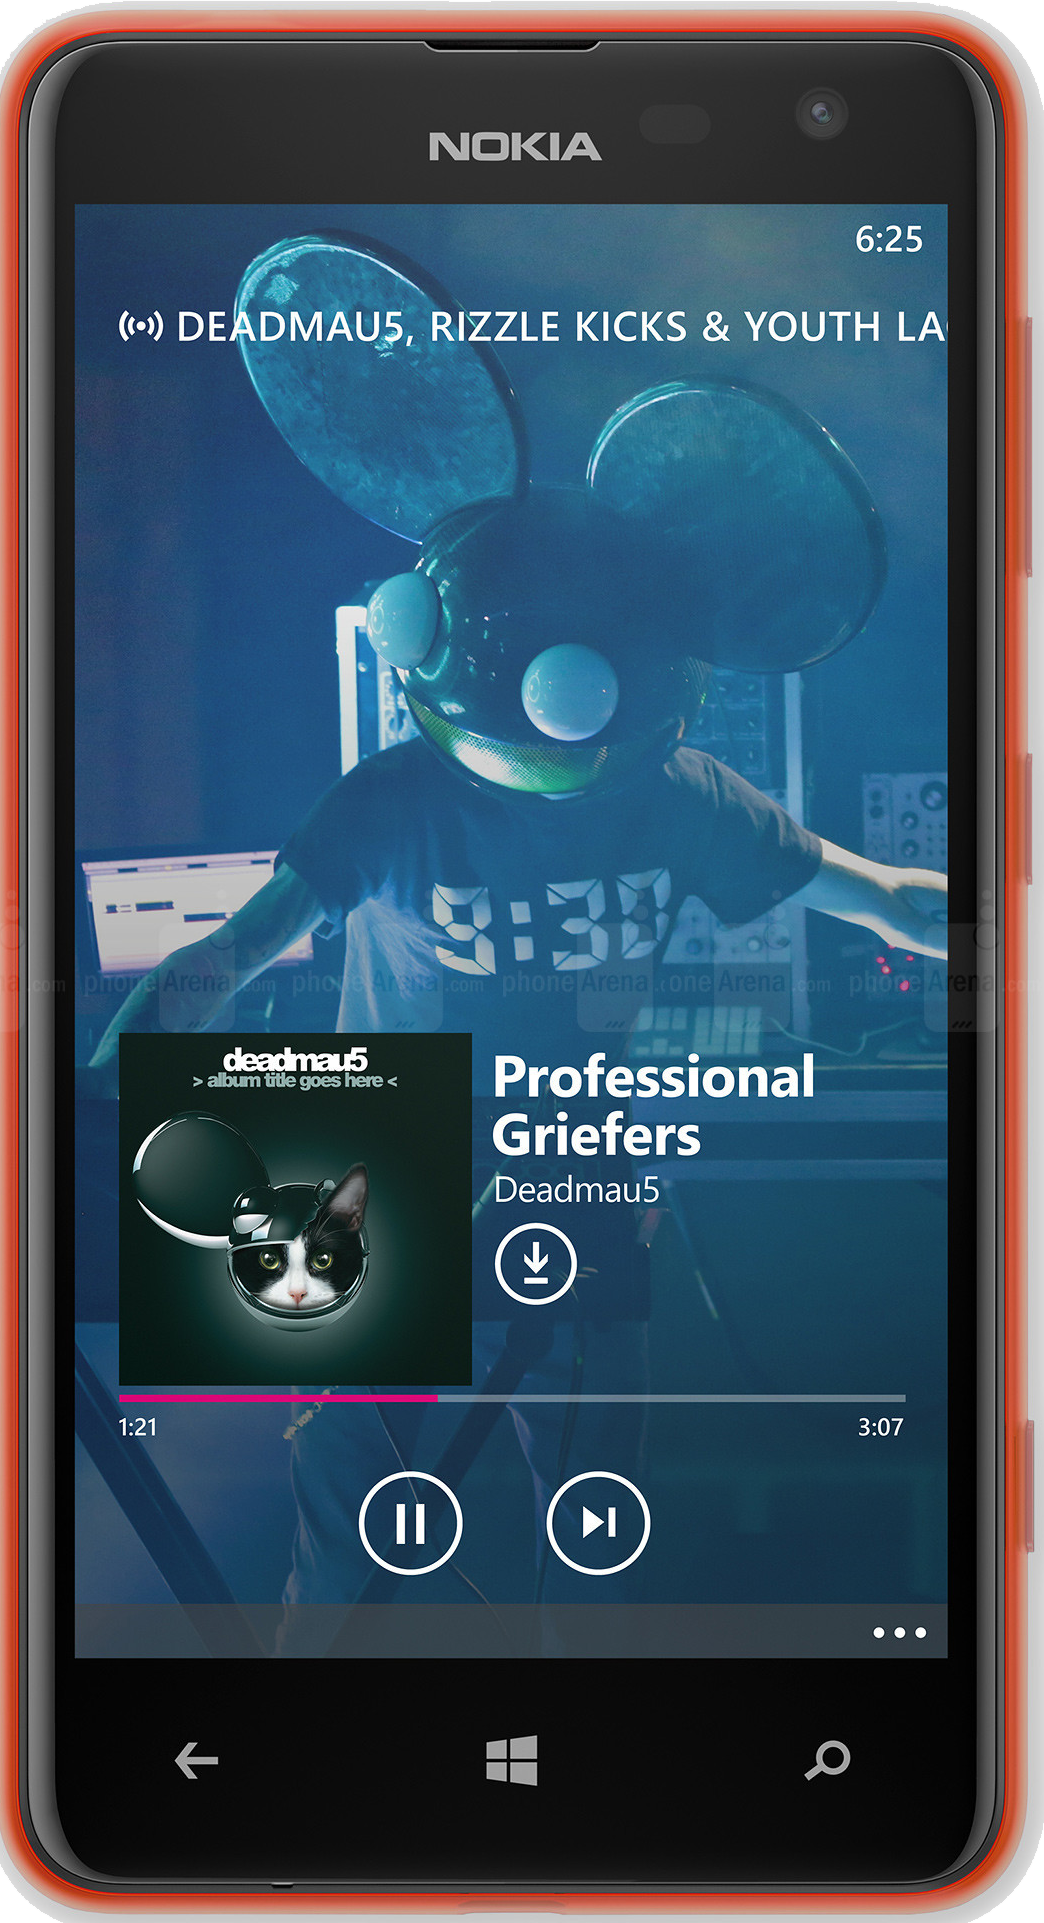 NOKIA
6:25
DEADMAU5, RIZZLE KICKS & YOUTH LA
9:30
phoneArena.com phoneArena.com phoneArena.com phoneArena.com phoneArena.com
deadmau5
> album title goes here <
Professional
Griefers
Deadmau5
1:21
3:07